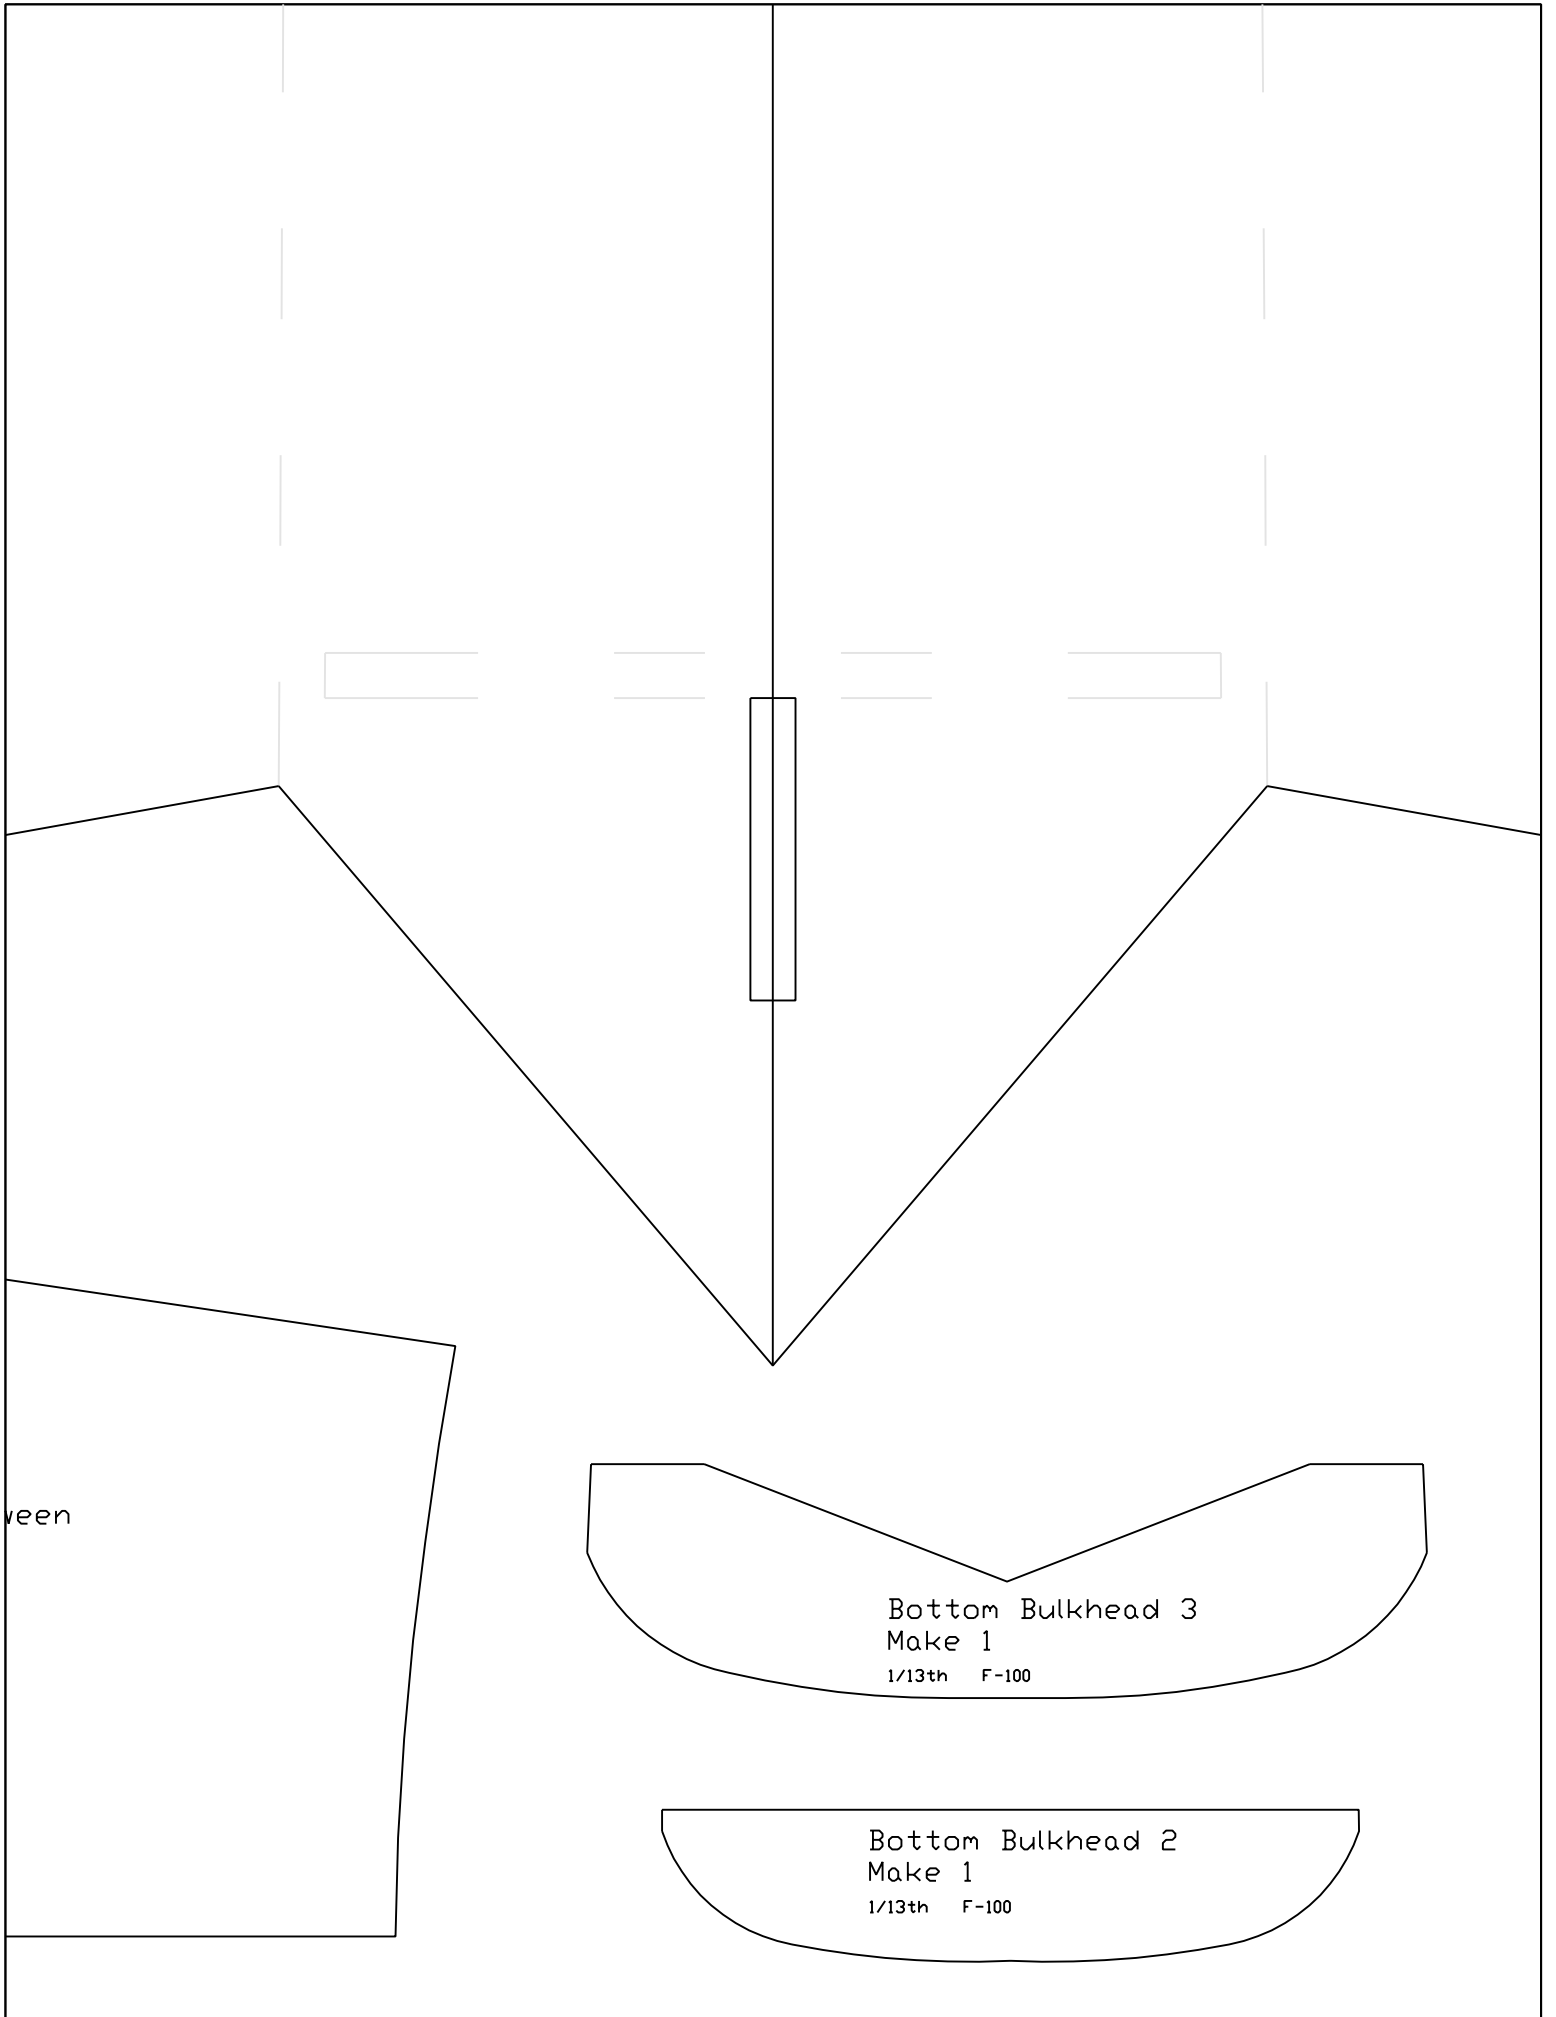 ween
Bottom Bulkhead 3
Make 1
1/13th F-100
Bottom Bulkhead 2
Make 1
1/13th F-100